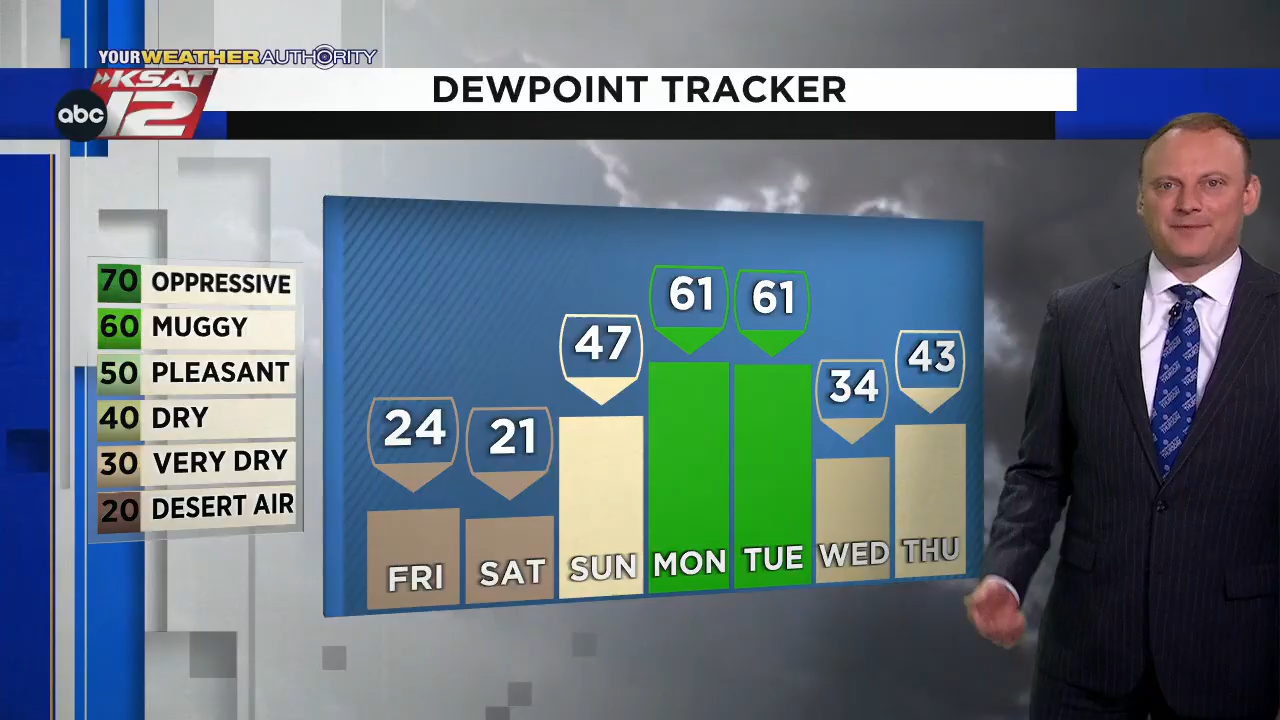 YOURWEATHERAUTHORITY
KSAT
abc 12
DEWPOINT TRACKER
70 OPPRESSIVE
60 MUGGY
50 PLEASANT
40 DRY
30 VERY DRY
20 DESERT AIR
24 21 47 61 61 34 43
FRI SAT SUN MON TUE WED THU